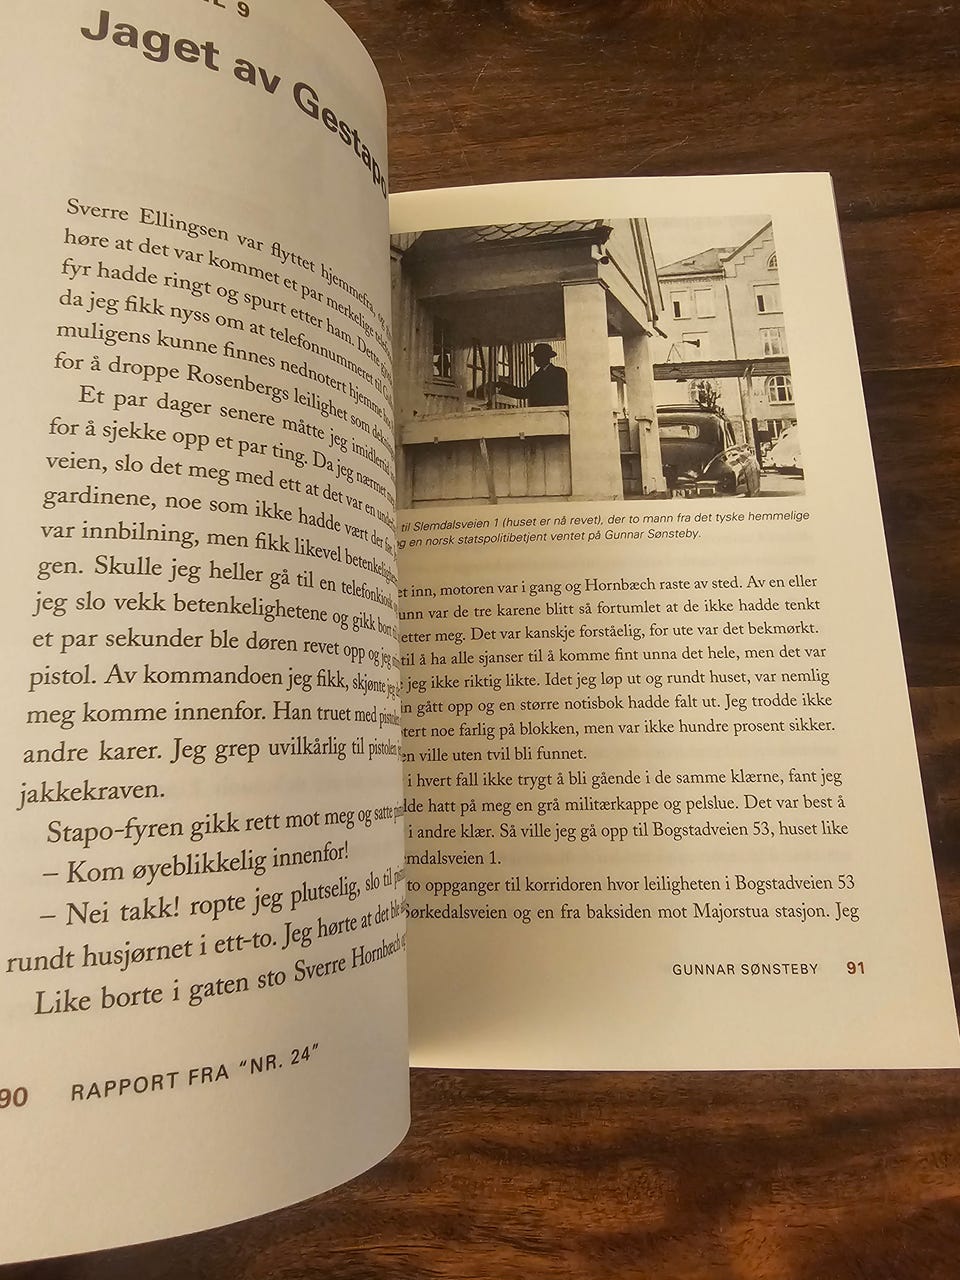 9
Jaget av Gestapo
Sverre Ellingsen var flyttet hjemmefra, og
høre at det var kommet et par merkelige
fyr hadde ringt og spurt etter ham. Dette
da jeg fikk nyss om at telefonnummeret til
muligens kunne finnes nednotert hjemme hos
for å droppe Rosenbergs leilighet som
Et par dager senere måtte jeg imidlertid
for å sjekke opp et par ting. Da jeg nærmet meg
veien, slo det meg med ett at det var en
gardinene, noe som ikke hadde vært der før.
var innbilning, men fikk likevel
gen. Skulle jeg heller gå til en telefonkiosk
jeg slo vekk betenkelighetene og gikk bort
et par sekunder ble døren revet opp og jeg
pistol. Av kommandoen jeg fikk, skjønte jeg
meg komme innenfor. Han truet med
andre karer. Jeg grep uvilkårlig til pistolen
jakkekraven.
Stapo-fyren gikk rett mot meg og satte
– Kom øyeblikkelig innenfor!
– Nei takk! ropte jeg plutselig, slo til
rundt husjørnet i ett-to. Jeg hørte at det ble
Like borte i gaten sto Sverre Hornbæch
90 RAPPORT FRA "NR. 24"
til Slemdalsveien 1 (huset er nå revet), der to mann fra det tyske hemmelige
en norsk statspolitibetjent ventet på Gunnar Sønsteby.
inn, motoren var i gang og Hornbæch raste av sted. Av en eller
var de tre karene blitt så fortumlet at de ikke hadde tenkt
etter meg. Det var kanskje forståelig, for ute var det bekmørkt.
til å ha alle sjanser til å komme fint unna det hele, men det var
jeg ikke riktig likte. Idet jeg løp ut og rundt huset, var nemlig
gått opp og en større notisbok hadde falt ut. Jeg trodde ikke
noe farlig på blokken, men var ikke hundre prosent sikker.
ville uten tvil bli funnet.
i hvert fall ikke trygt å bli gående i de samme klærne, fant jeg
hatt på meg en grå militærkappe og pelslue. Det var best å
i andre klær. Så ville jeg gå opp til Bogstadveien 53, huset like
1.
to oppganger til korridoren hvor leiligheten i Bogstadveien 53
Sørkedalsveien og en fra baksiden mot Majorstua stasjon. Jeg
GUNNAR SØNSTEBY 91